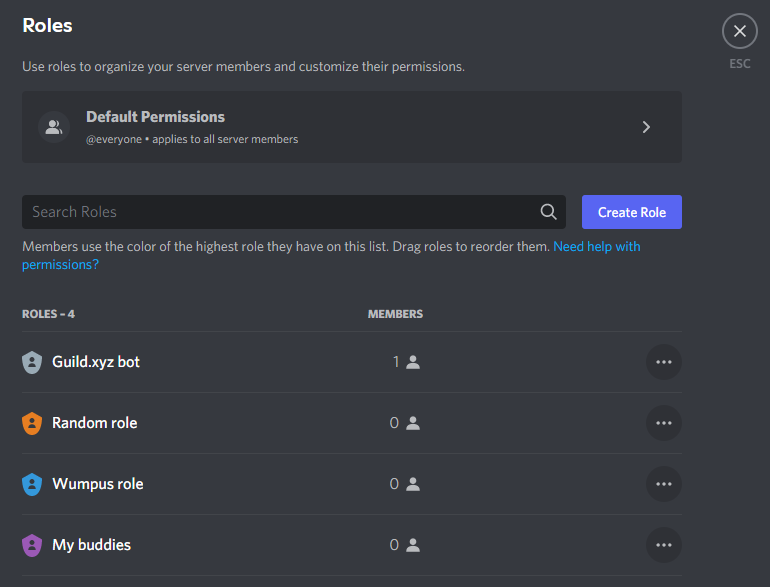 Roles
ESC
Use roles to organize your server members and customize their permissions.
Default Permissions
@everyone • applies to all server members
Search Roles
Create Role
Members use the color of the highest role they have on this list. Drag roles to reorder them. Need help with
permissions?
ROLES – 4 MEMBERS
Guild.xyz bot 1
Random role 0
Wumpus role 0
My buddies 0